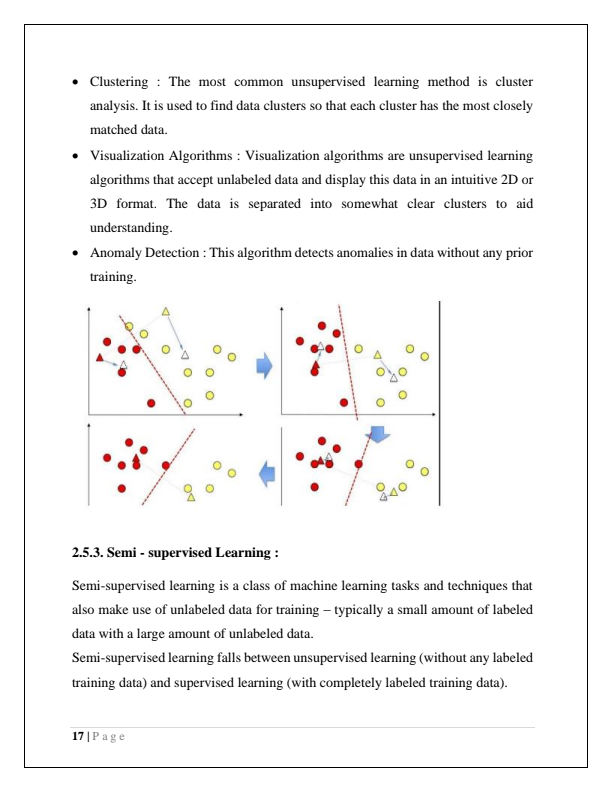 • Clustering : The most common unsupervised learning method is cluster
analysis. It is used to find data clusters so that each cluster has the most closely
matched data.
• Visualization Algorithms : Visualization algorithms are unsupervised learning
algorithms that accept unlabeled data and display this data in an intuitive 2D or
3D format. The data is separated into somewhat clear clusters to aid
understanding.
• Anomaly Detection : This algorithm detects anomalies in data without any prior
training.
2.5.3. Semi - supervised Learning :
Semi-supervised learning is a class of machine learning tasks and techniques that
also make use of unlabeled data for training – typically a small amount of labeled
data with a large amount of unlabeled data.
Semi-supervised learning falls between unsupervised learning (without any labeled
training data) and supervised learning (with completely labeled training data).
17 | P a g e